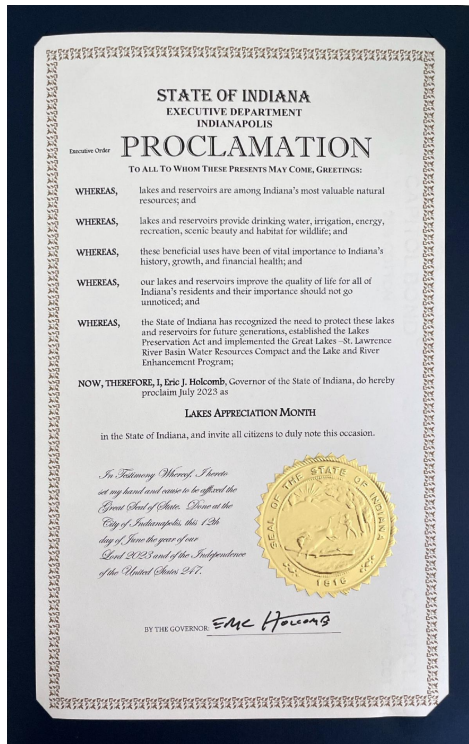 STATE OF INDIANA
EXECUTIVE DEPARTMENT
INDIANAPOLIS
Executive Order PROCLAMATION
TO ALL TO WHOM THESE PRESENTS MAY COME, GREETINGS:
WHEREAS, lakes and reservoirs are among Indiana's most valuable natural
resources; and
WHEREAS, lakes and reservoirs provide drinking water, irrigation, energy,
recreation, scenic beauty and habitat for wildlife; and
WHEREAS, these beneficial uses have been of vital importance to Indiana's
history, growth, and financial health; and
WHEREAS, our lakes and reservoirs improve the quality of life for all of
Indiana's residents and their importance should not go
unnoticed; and
WHEREAS, the State of Indiana has recognized the need to protect these lakes
and reservoirs for future generations, established the Lakes
Preservation Act and implemented the Great Lakes –St. Lawrence
River Basin Water Resources Compact and the Lake and River
Enhancement Program;
NOW, THEREFORE, I, Eric J. Holcomb, Governor of the State of Indiana, do hereby
proclaim July 2023 as
LAKES APPRECIATION MONTH
in the State of Indiana, and invite all citizens to duly note this occasion.
In Testimony Whereof, I hereto
set my hand and cause to be affixed the
Great Seal of State. Done at the
City of Indianapolis, this 12th
day of June the year of our
Lord 2023 and of the Independence
of the United States 247.
SEAL OF THE STATE OF INDIANA
1816
BY THE GOVERNOR: Eric Holcomb